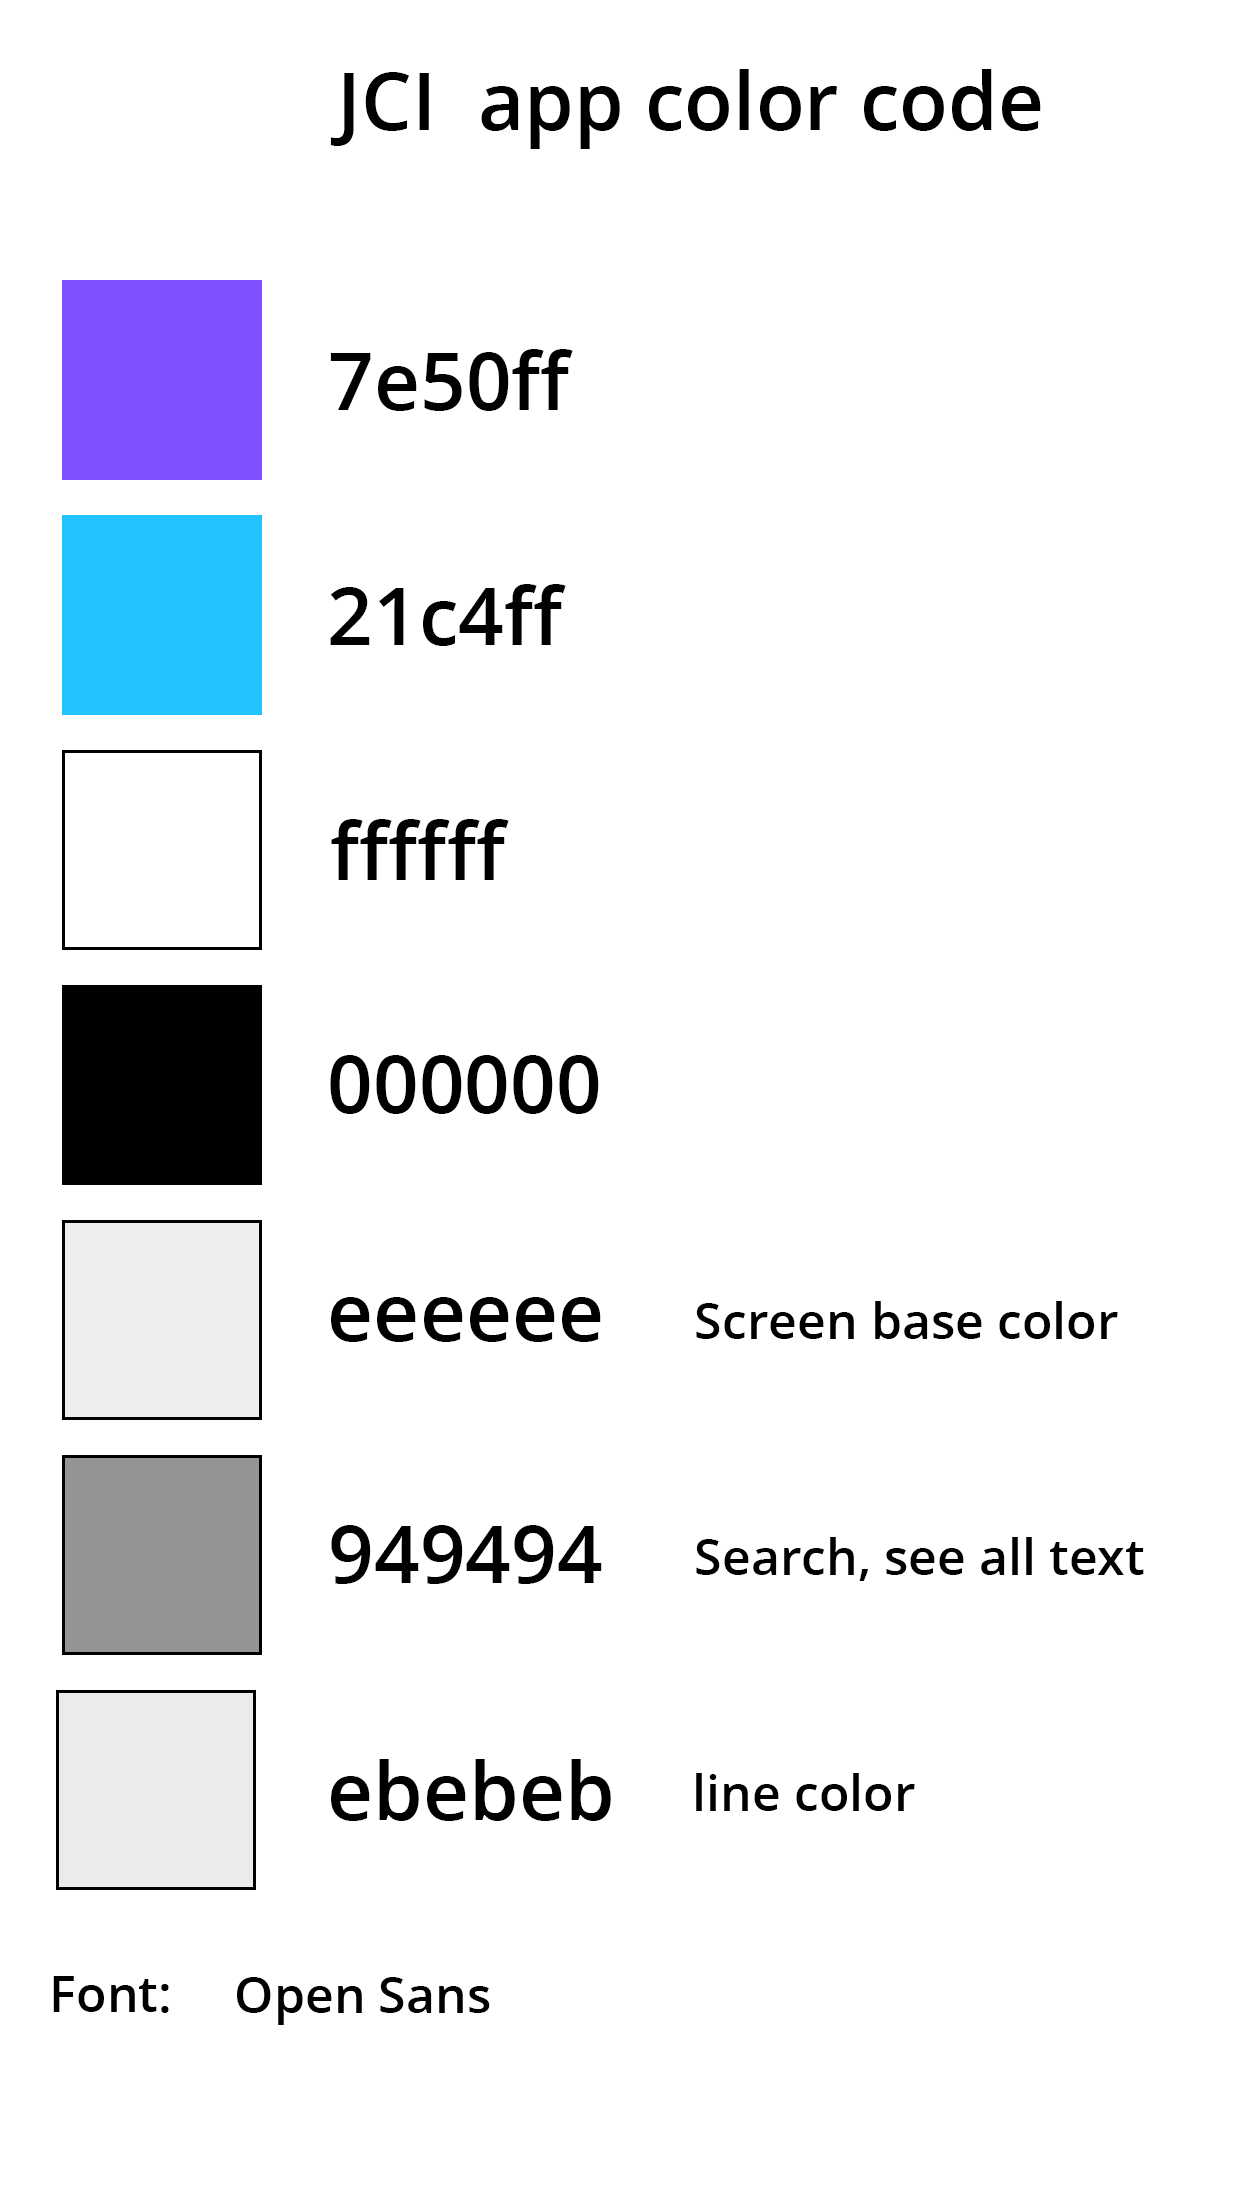 JCI app color code
7e50ff
21c4ff
ffffff
000000
eeeeee Screen base color
949494 Search, see all text
ebebeb line color
Font: Open Sans